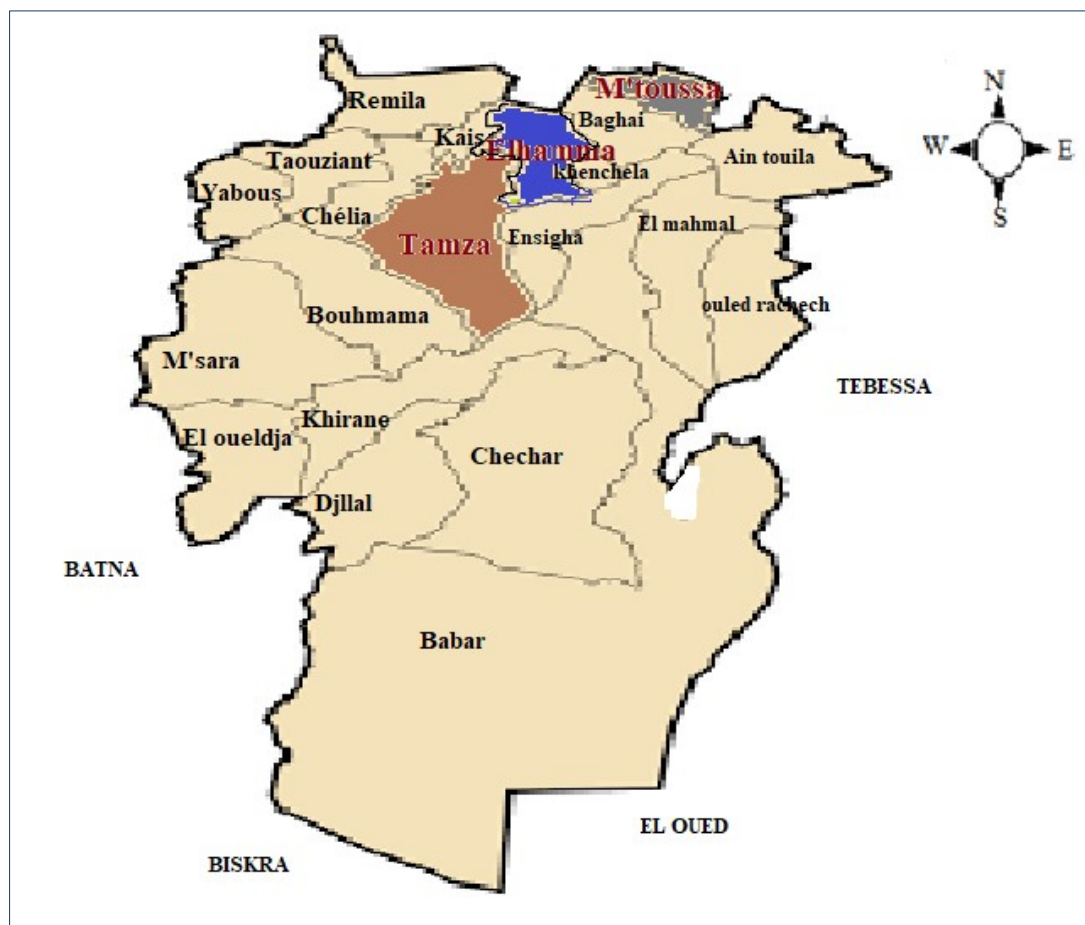 M'toussa
Remila
Baghai
Kais
Elhamma
Taouziant
Ain touila
khenchela
Yabous
Chélia
El mahmal
Tamza
Ensigha
ouled rachech
Bouhmama
M'sara
TEBESSA
Khirane
El oueldja
Chechar
Djllal
BATNA
Babar
EL OUED
BISKRA
N
W
E
S